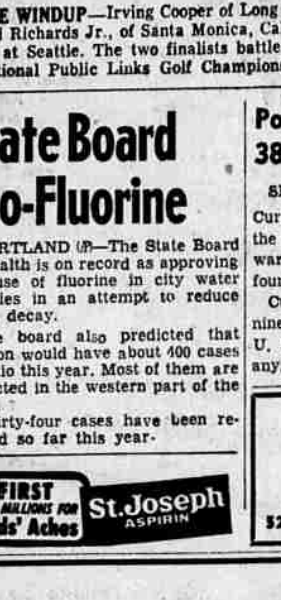 E WINDUP—Irving Cooper of Long
Richards Jr., of Santa Monica, Ca
at Seattle. The two finalists battle
ional Public Links Golf Champion
ate Board
o-Fluorine
RTLAND (AP)—The State Board
alth is on record as approving
use of fluorine in city water
ies in an attempt to reduce
decay.
e board also predicted that
on would have about 400 cases
io this year. Most of them are
cted in the western part of the
irty-four cases have been re-
d so far this year.
FIRST
MILLIONS FOR
ds' Aches
St.Joseph
ASPIRIN
Po
38
SI
Cur
the
war
four
C
nine
U.
any
52